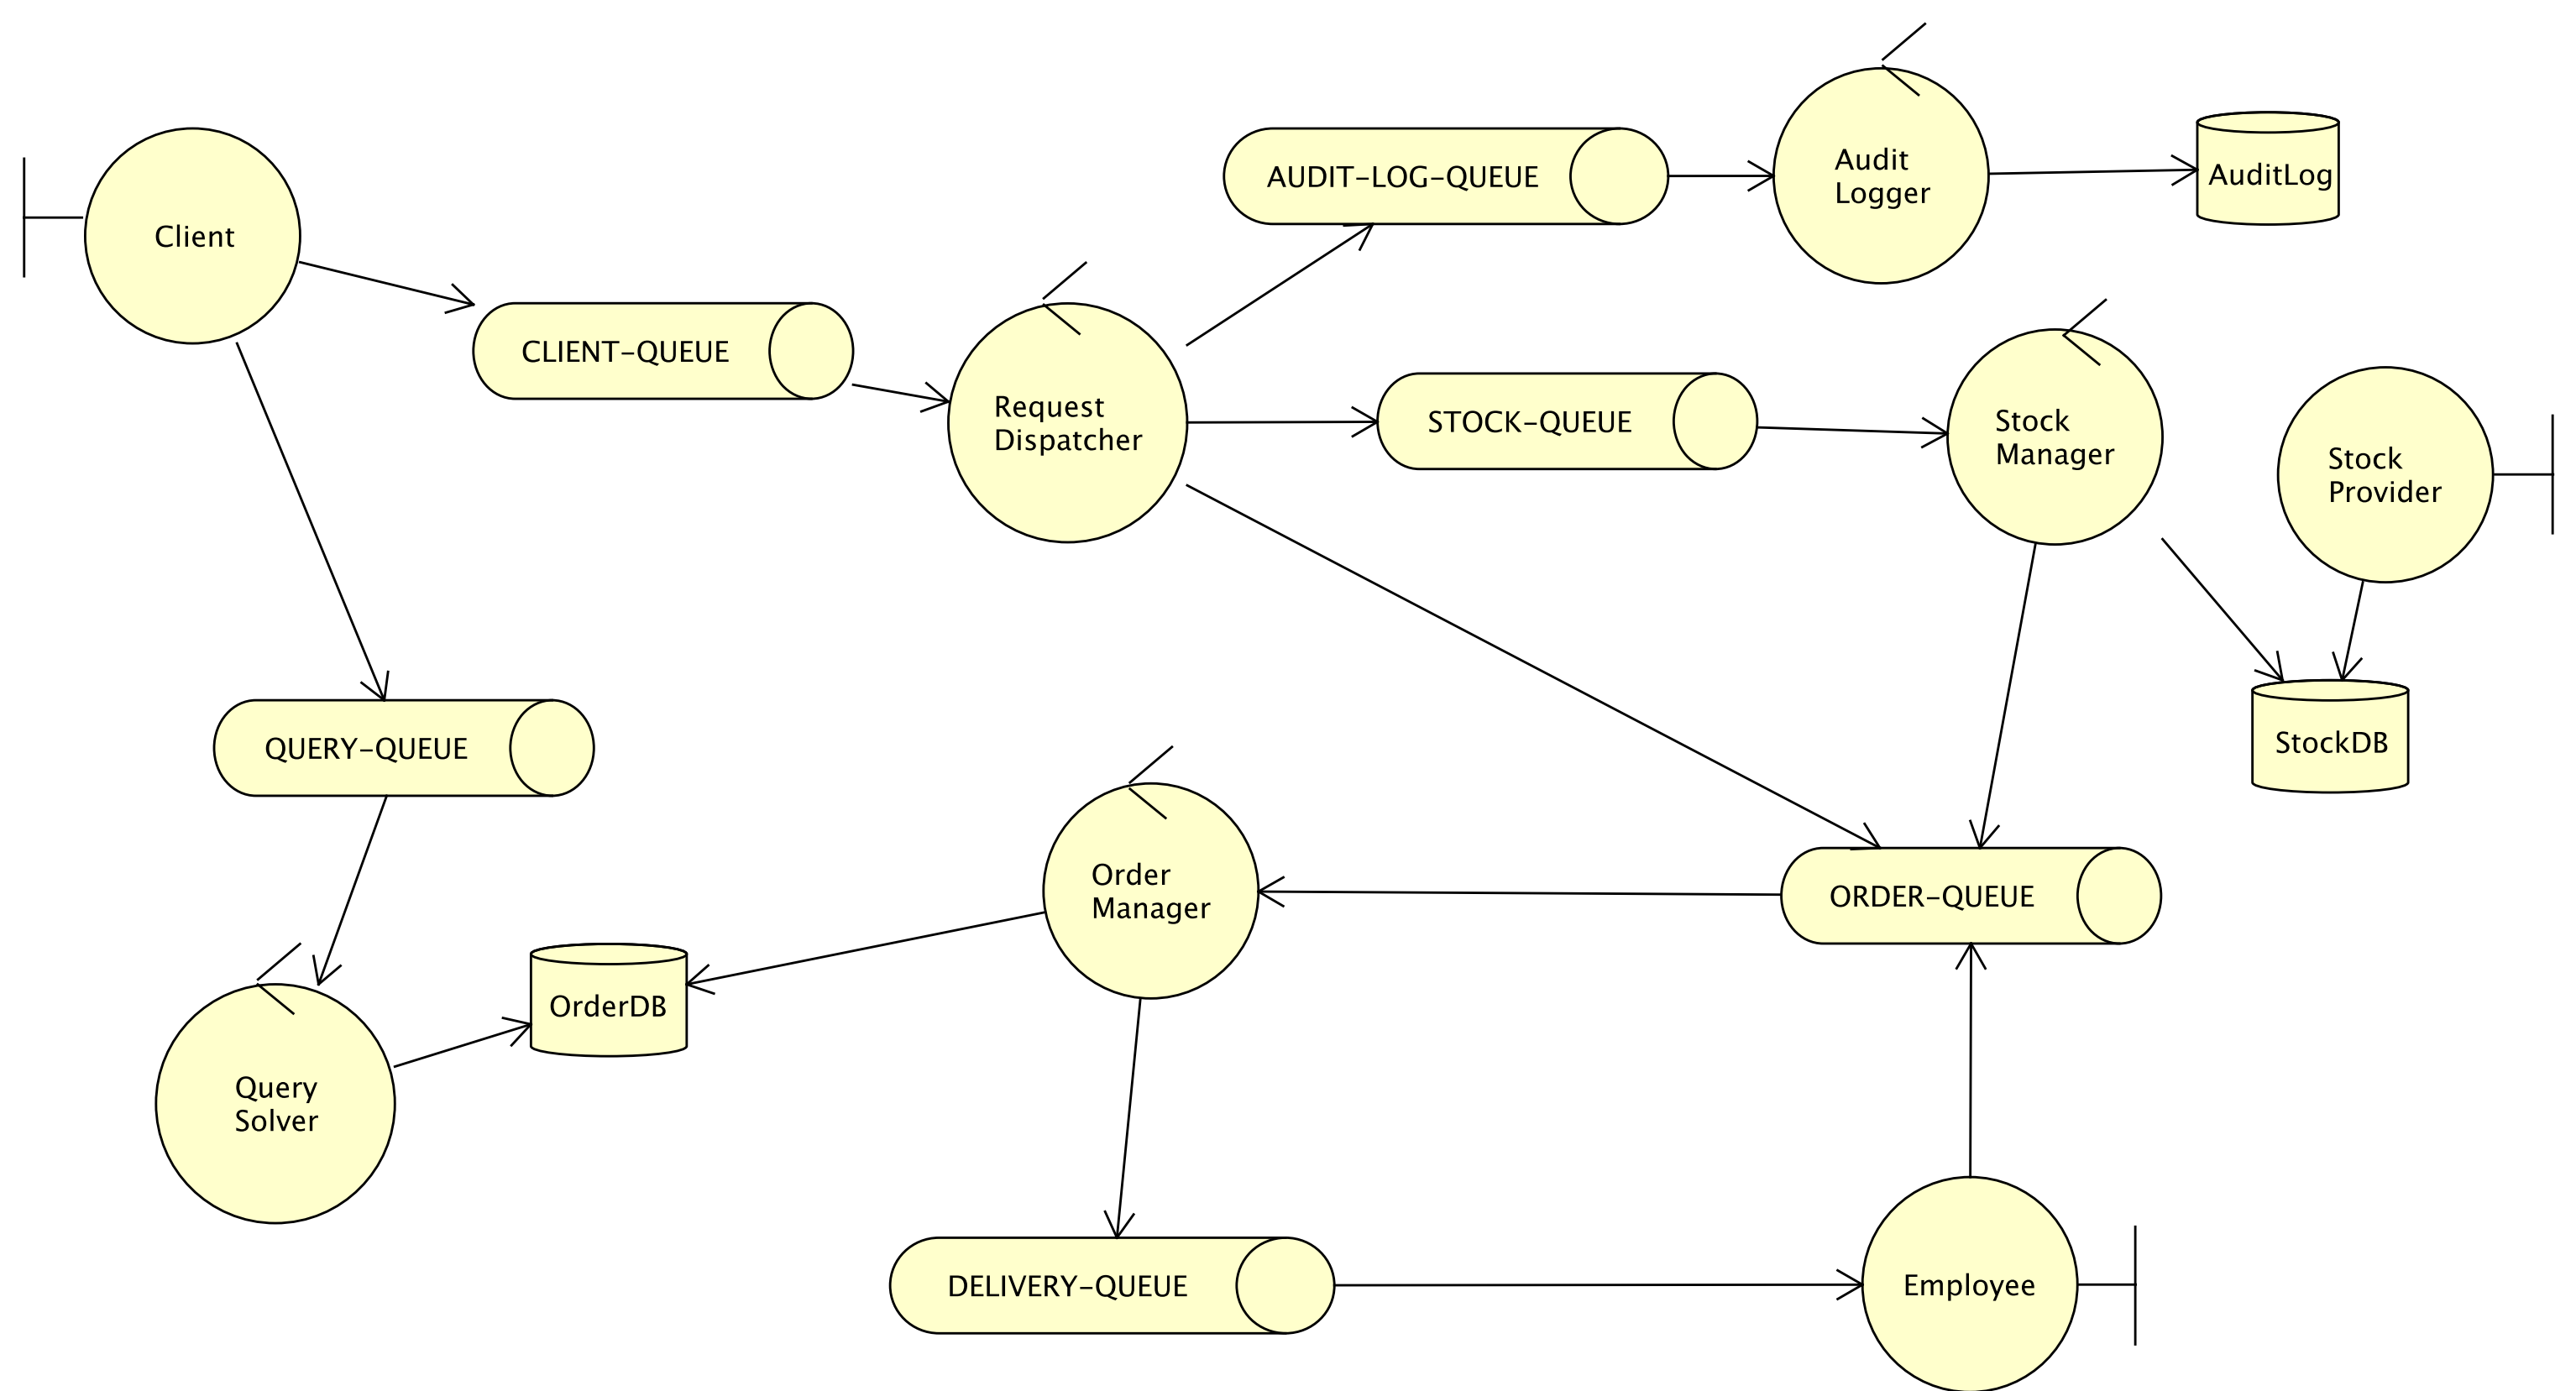 Client
CLIENT-QUEUE
Request
Dispatcher
AUDIT-LOG-QUEUE
Audit
Logger
AuditLog
STOCK-QUEUE
Stock
Manager
Stock
Provider
StockDB
QUERY-QUEUE
Query
Solver
OrderDB
Order
Manager
ORDER-QUEUE
DELIVERY-QUEUE
Employee